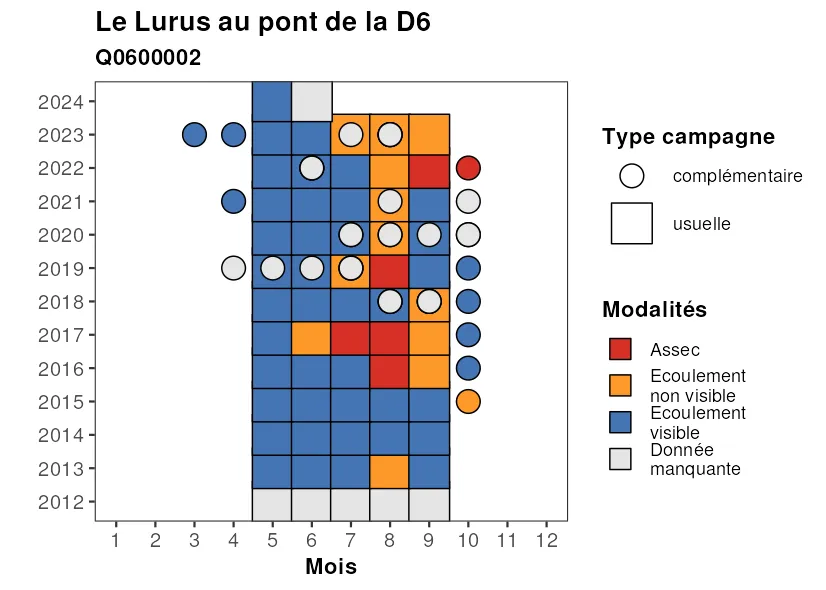 Le Lurus au pont de la D6
Q0600002
2024
2023
2022
2021
2020
2019
2018
2017
2016
2015
2014
2013
2012
1 2 3 4 5 6 7 8 9 10 11 12
Mois
Type campagne
complémentaire
usuelle
Modalités
Assec
Ecoulement
non visible
Ecoulement
visible
Donnée
manquante